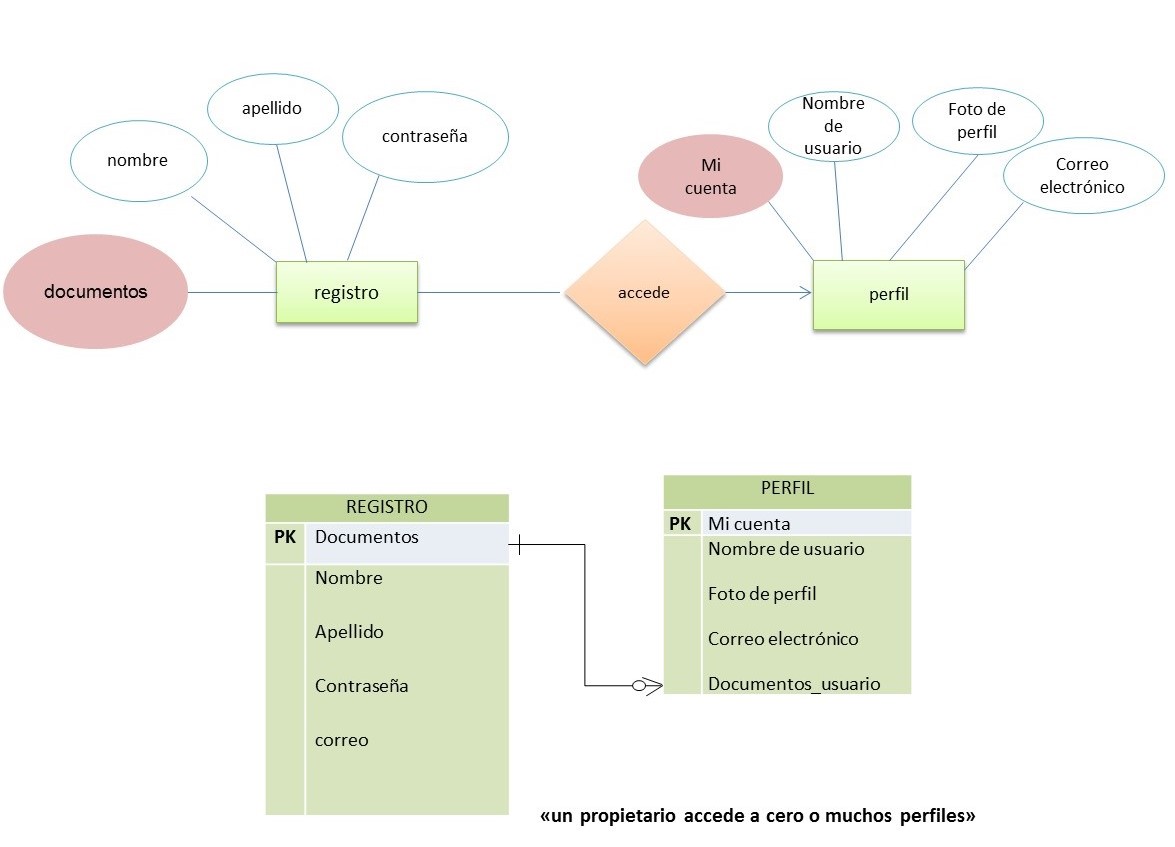 apellido
contraseña
nombre
documentos
registro
accede
Mi
cuenta
Nombre
de
usuario
Foto de
perfil
Correo
electrónico
perfil
REGISTRO
PK Documentos
Nombre
Apellido
Contraseña
correo
PERFIL
PK Mi cuenta
Nombre de usuario
Foto de perfil
Correo electrónico
Documentos_usuario
«un propietario accede a cero o muchos perfiles»